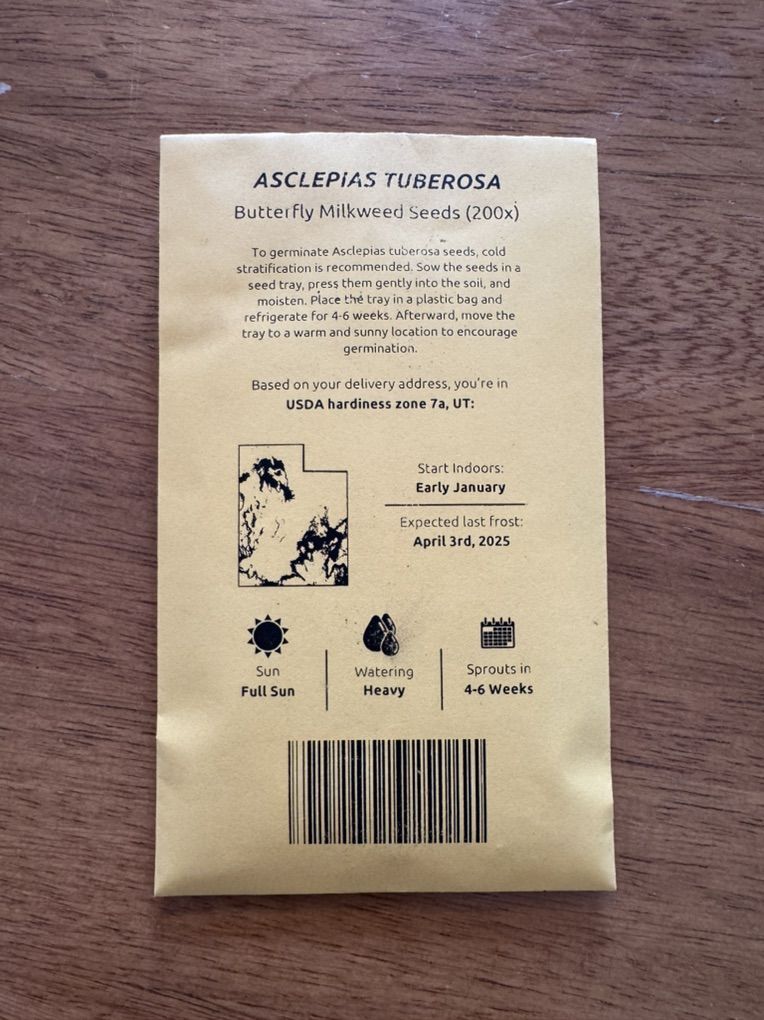 ASCLEPIAS TUBEROSA
Butterfly Milkweed Seeds (200x)
To germinate Asclepias tuberosa seeds, cold
stratification is recommended. Sow the seeds in a
seed tray, press them gently into the soil, and
moisten. Place the tray in a plastic bag and
refrigerate for 4-6 weeks. Afterward, move the
tray to a warm and sunny location to encourage
germination.
Based on your delivery address, you're in
USDA hardiness zone 7a, UT:
Start Indoors:
Early January
Expected last frost:
April 3rd, 2025
Sun
Full Sun
Watering
Heavy
Sprouts in
4-6 Weeks